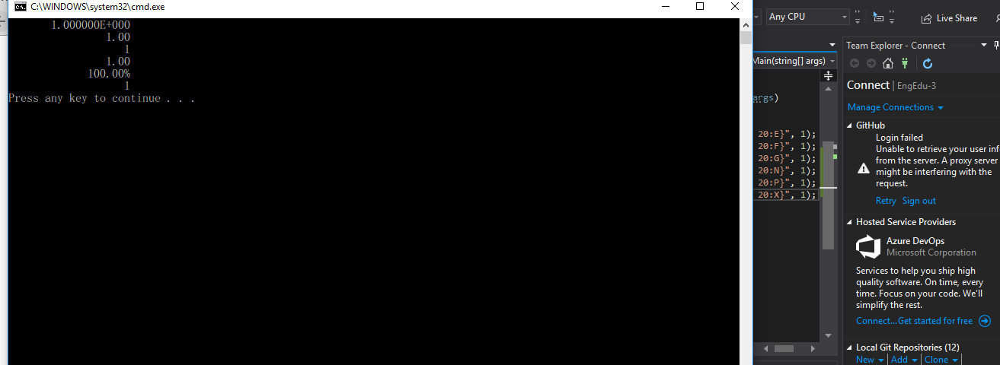 C:\WINDOWS\system32\cmd.exe
1.000000E+000
1.00
1
1.00
100.00%
1
Press any key to continue . . .
Any CPU
Live Share
Main(string[] args)
args)
20:E}", 1);
20:F}", 1);
20:G}", 1);
20:N}", 1);
20:P}", 1);
20:X}", 1);
Team Explorer - Connect
Connect | EngEdu-3
Manage Connections
GitHub
Login failed
Unable to retrieve your user inf
from the server. A proxy server
might be interfering with the
request.
Retry Sign out
Hosted Service Providers
Azure DevOps
Microsoft Corporation
Services to help you ship high
quality software. On time, every
time. Focus on your code. We'll
simplify the rest.
Connect... Get started for free
Local Git Repositories (12)
New | Add | Clone |